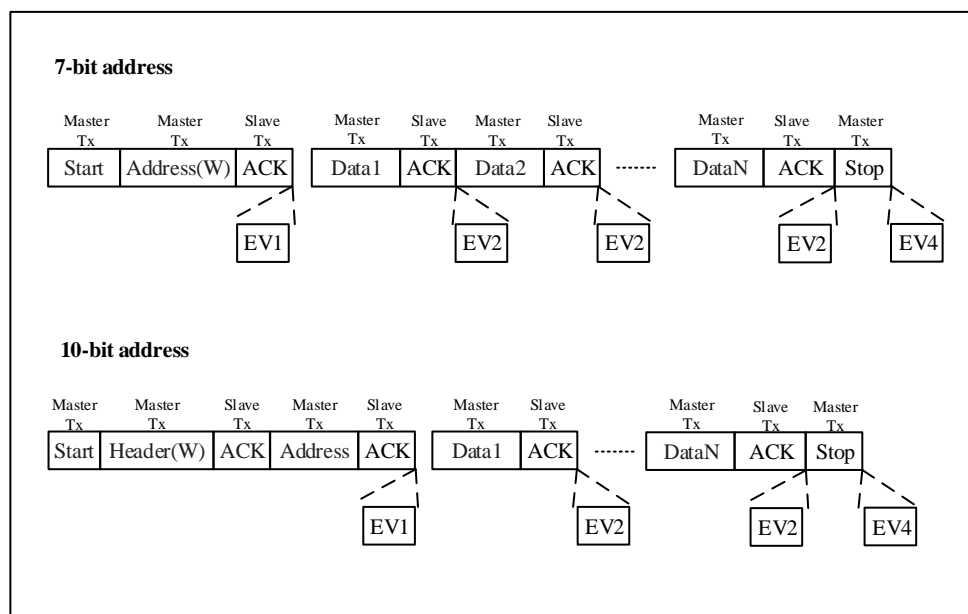 7-bit address
Master Master Slave Master Slave Master Slave Master Slave Master
Tx Tx Tx Tx Tx Tx Tx Tx Tx Tx
Start Address(W) ACK Data1 ACK Data2 ACK DataN ACK Stop
EV1 EV2 EV2 EV2 EV4
10-bit address
Master Master Slave Master Slave Master Slave Master Slave Master
Tx Tx Tx Tx Tx Tx Tx Tx Tx Tx
Start Header(W) ACK Address ACK Data1 ACK DataN ACK Stop
EV1 EV2 EV2 EV4